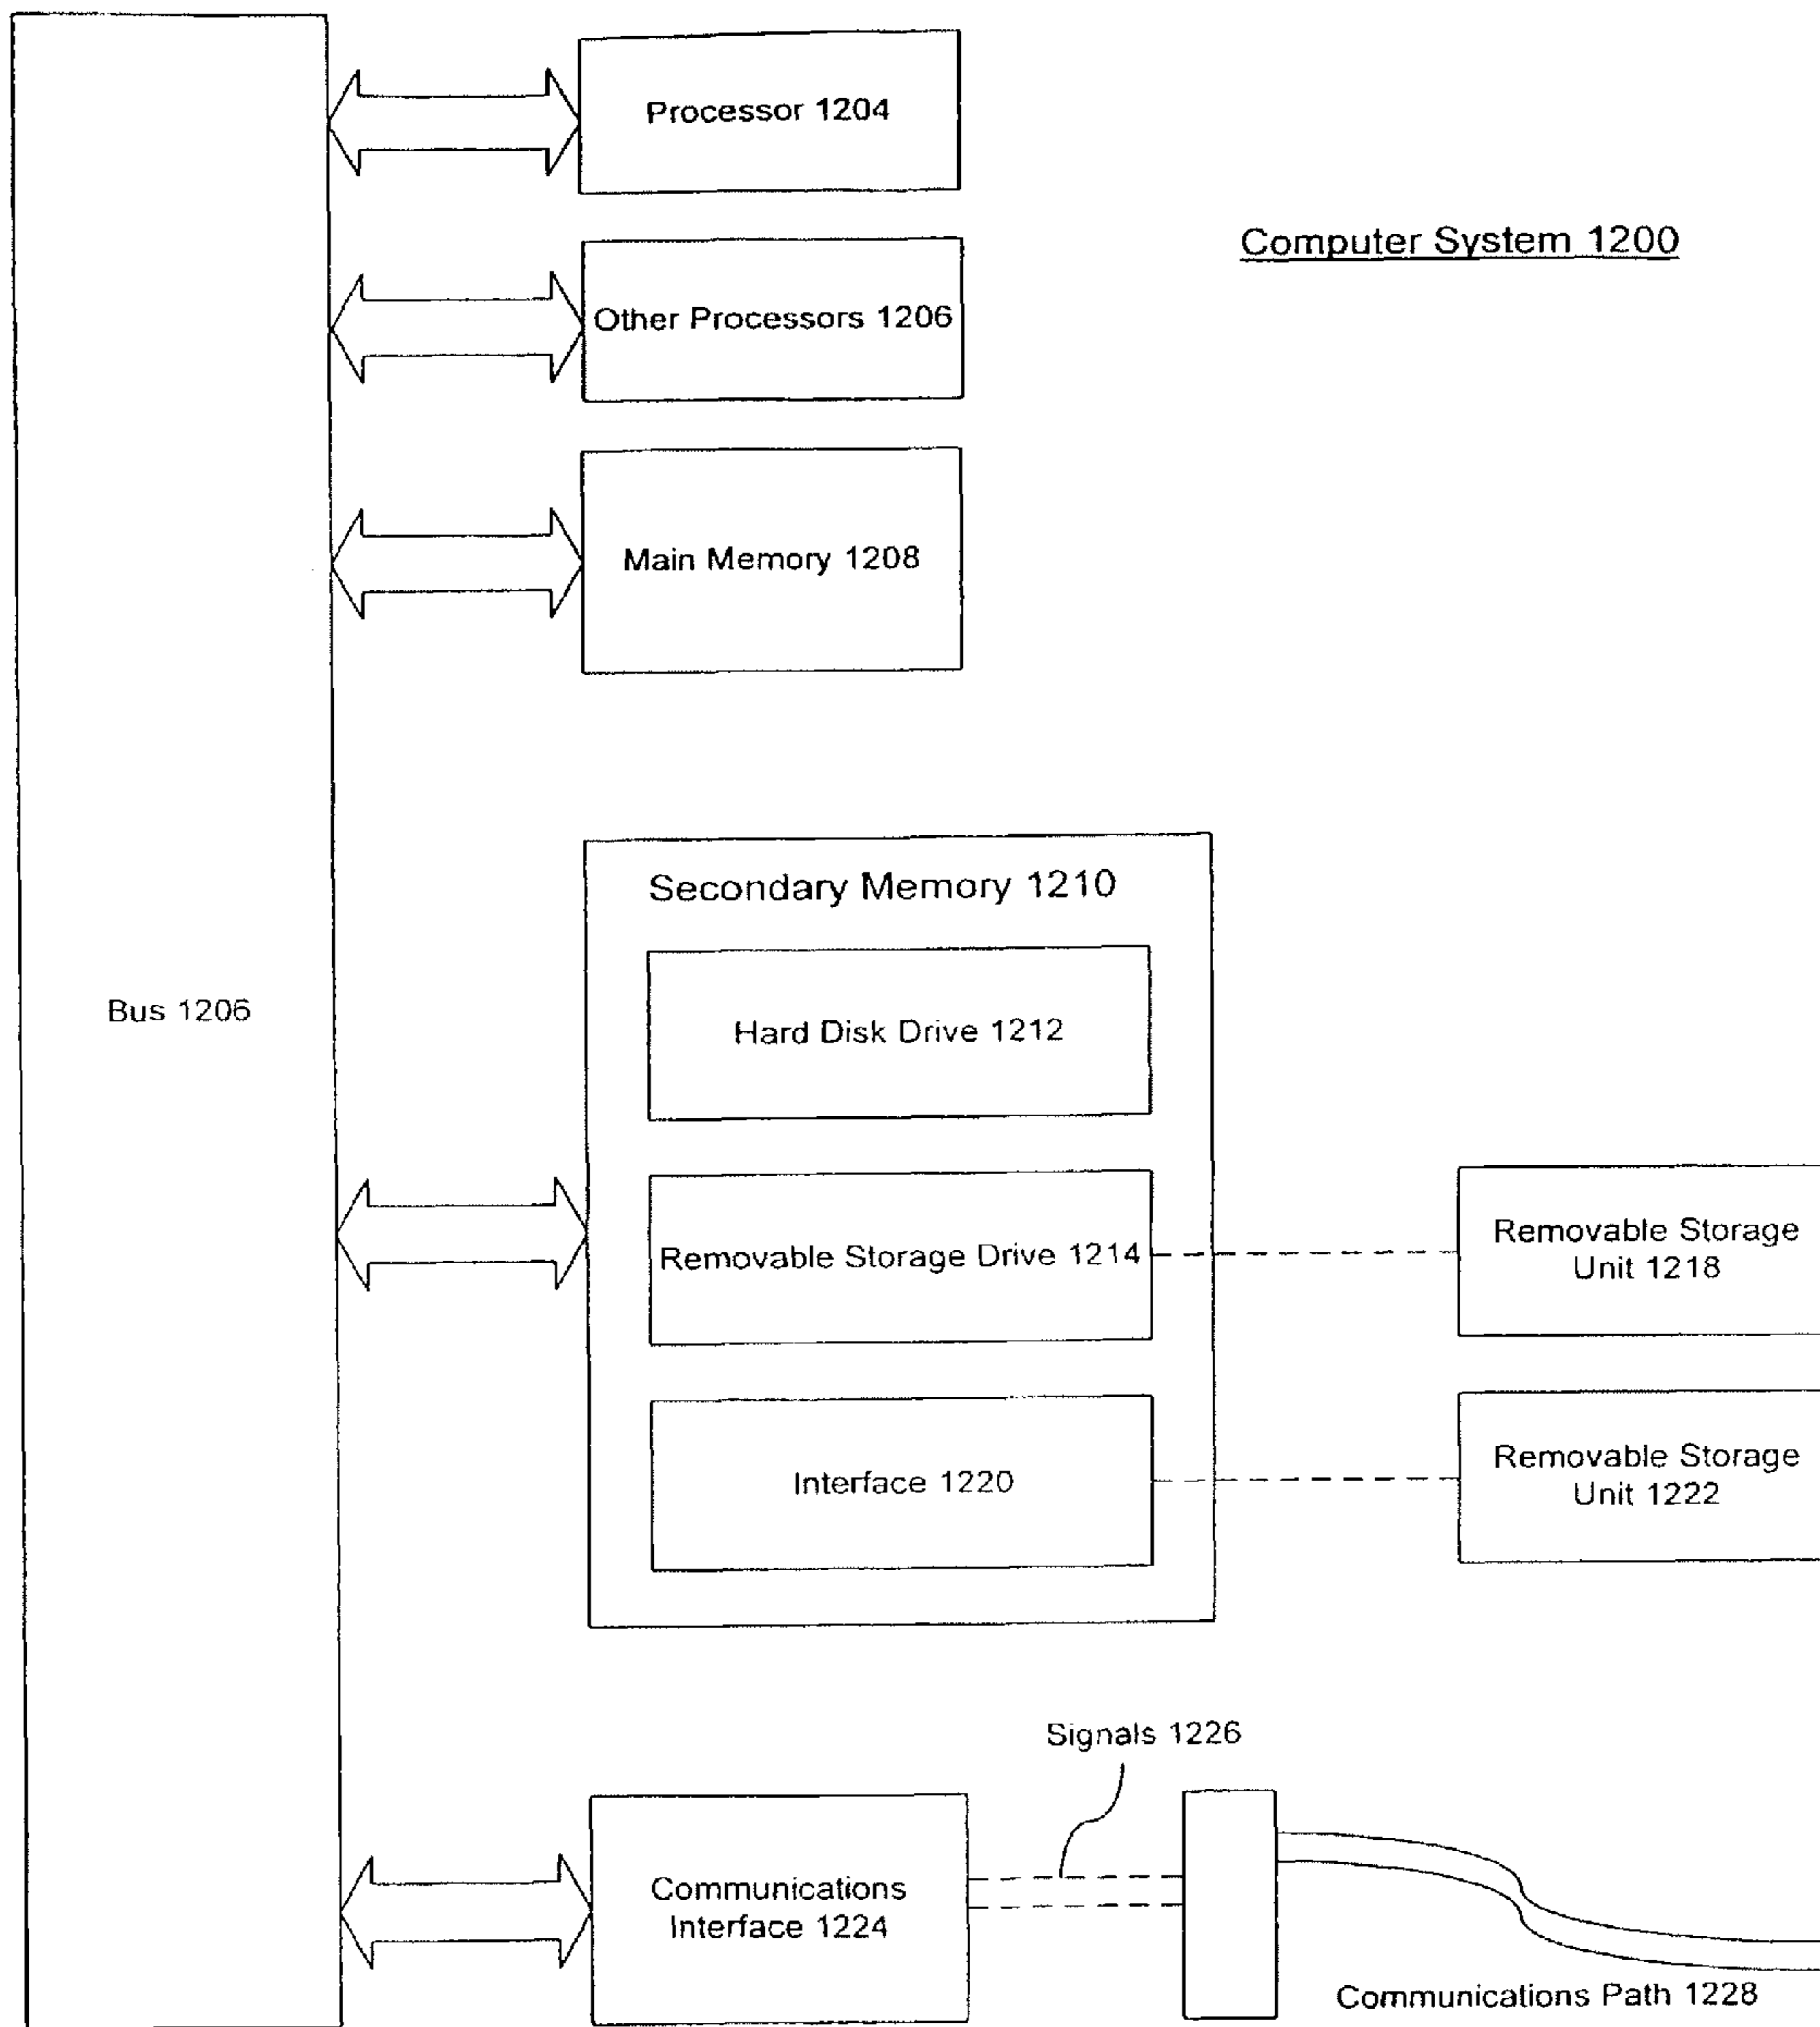 Processor 1204
Computer System 1200
Other Processors 1206
Main Memory 1208
Secondary Memory 1210
Bus 1206
Hard Disk Drive 1212
Removable Storage Drive 1214
Removable Storage
Unit 1218
Interface 1220
Removable Storage
Unit 1222
Signals 1226
Communications
Interface 1224
Communications Path 1228